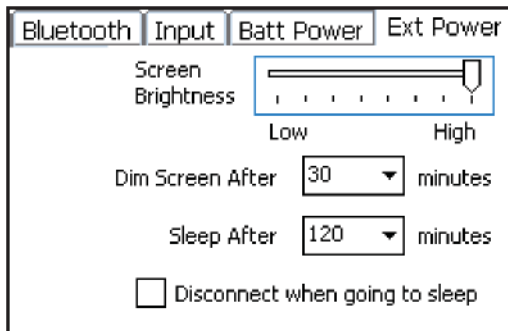 Bluetooth Input Batt Power Ext Power
Screen
Brightness
Low High
Dim Screen After 30 minutes
Sleep After 120 minutes
Disconnect when going to sleep